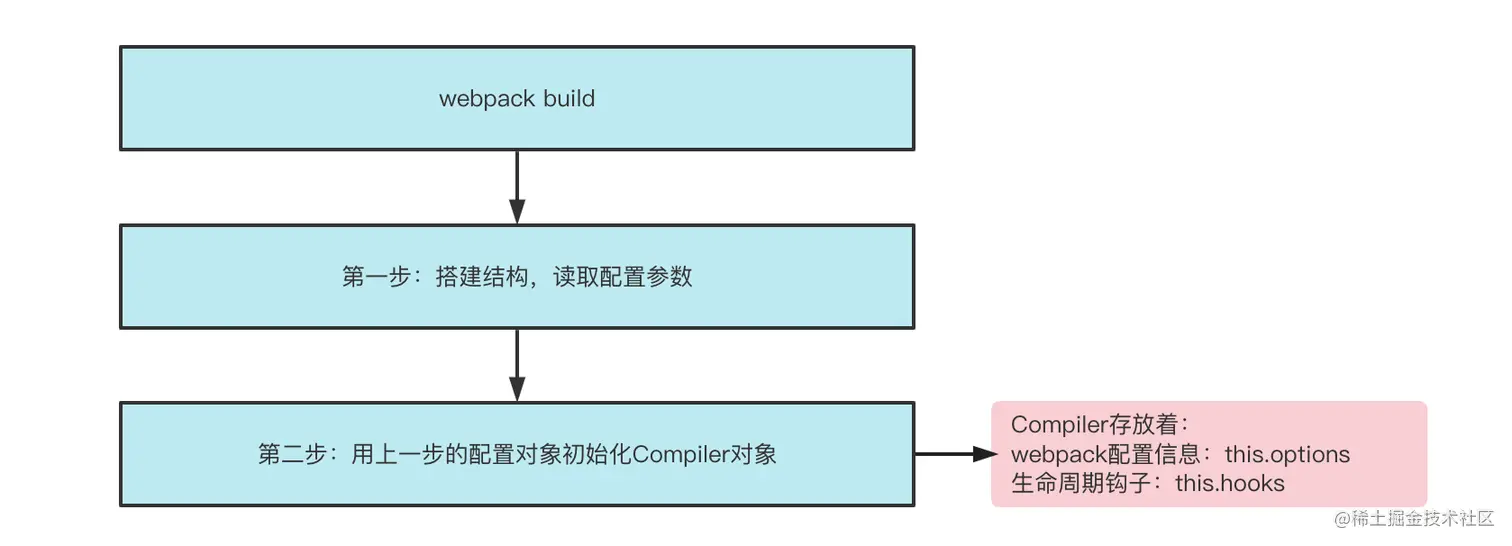 webpack build
第一步：搭建结构，读取配置参数
第二步：用上一步的配置对象初始化Compiler对象
Compiler存放着：
webpack配置信息：this.options
生命周期钩子：this.hooks
@稀土掘金技术社区